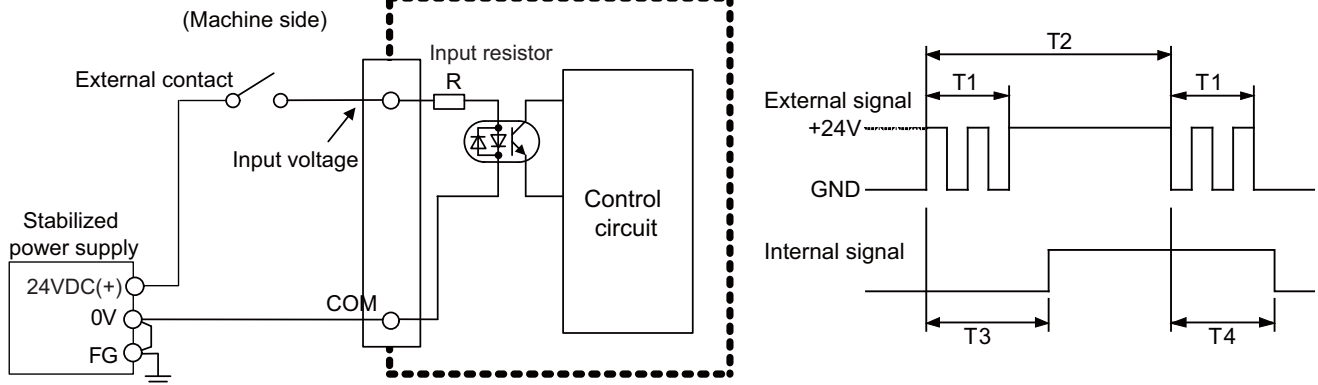 (Machine side)
Input resistor
External contact
R
Input voltage
Control
circuit
Stabilized
power supply
24VDC(+)
0V
COM
FG
T2
T1
T1
External signal
+24V
GND
Internal signal
T3
T4